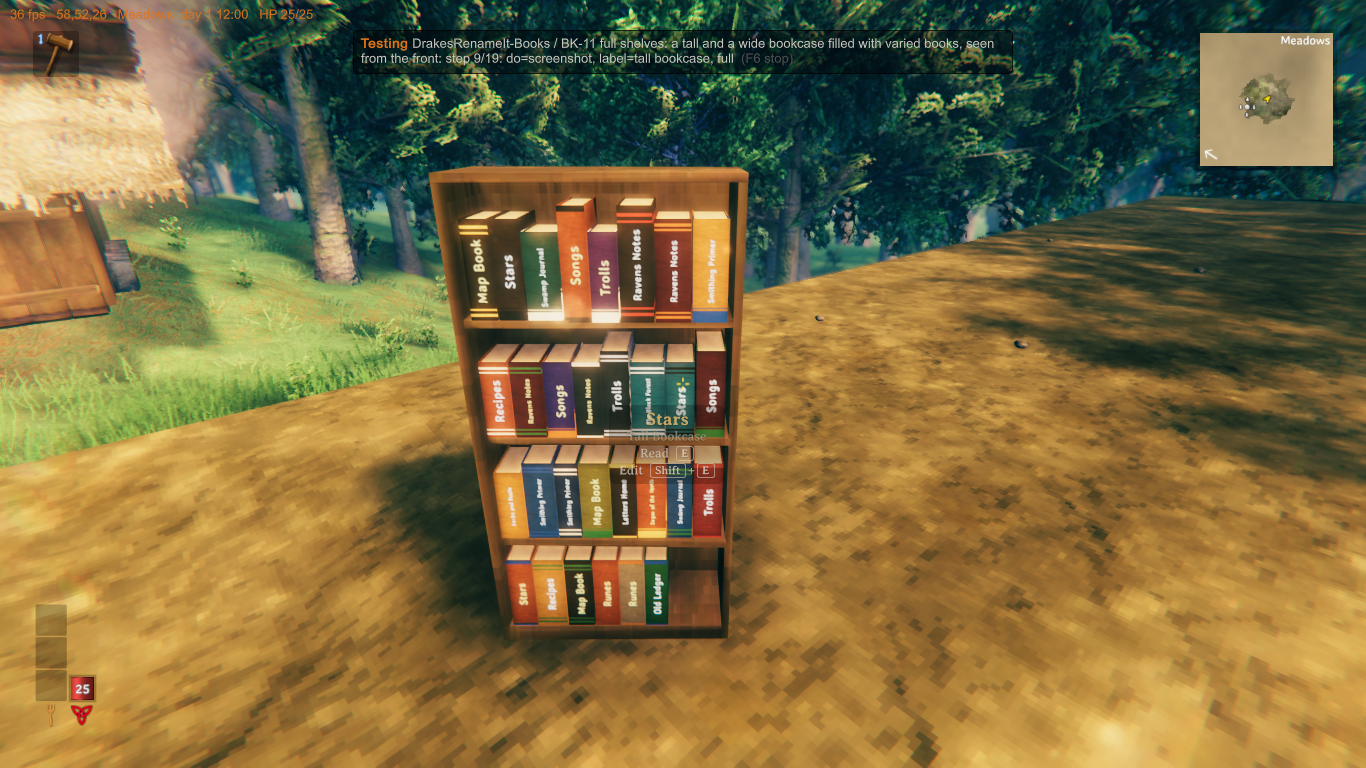 36 fps 58,52,26 Meadows, day 1 12:00 HP 25/25
1
Testing DrakesRenameIt-Books / BK-11 full shelves: a tall and a wide bookcase filled with varied books, seen
from the front: step 9/19: do=screenshot, label=tall bookcase, full (F6 stop)
Meadows
Map Book
Stars
Swamp Journal
Songs
Trolls
Ravens Notes
Ravens Notes
Smithing Primer
Recipes
Ravens Notes
Songs
Ravens Notes
Trolls
Black Forest
Stars
Songs
Stars
Tall Bookcase
Read E
Edit Shift + E
Smithing Primer
Smithing Primer
Map Book
Letters Home
Swamp Journal
Trolls
Stars
Recipes
Map Book
Runes
Runes
Old Ledger
25